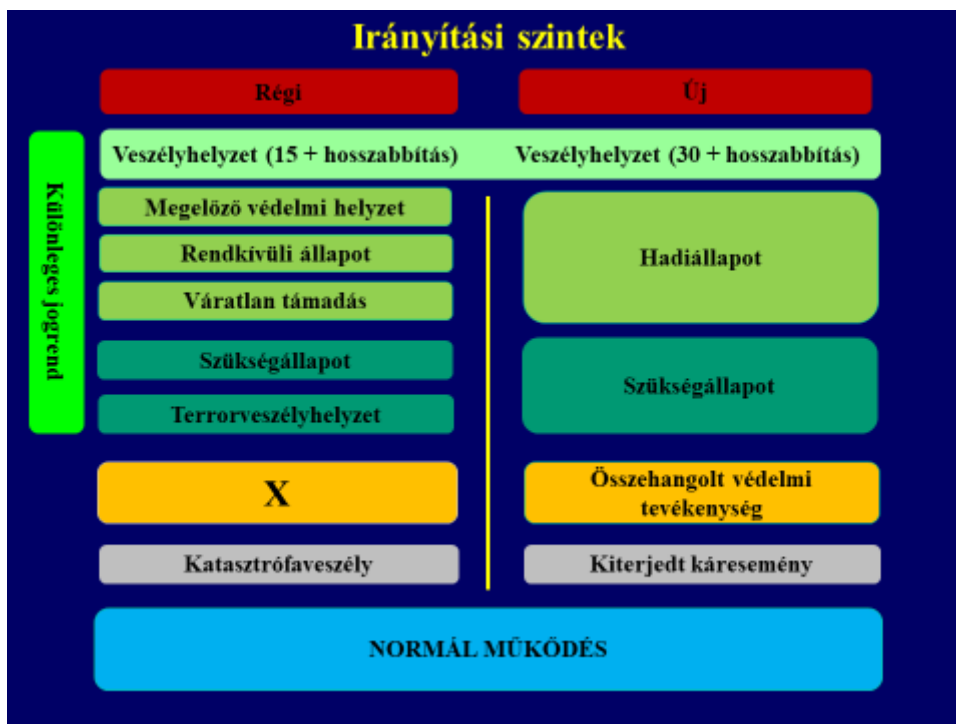 Irányítási szintek
Régi
Új
Különleges jogrend
Veszélyhelyzet (15 + hosszabbítás)
Veszélyhelyzet (30 + hosszabbítás)
Megelőző védelmi helyzet
Rendkívüli állapot
Váratlan támadás
Hadiállapot
Szükségállapot
Terrorveszélyhelyzet
Szükségállapot
X
Összehangolt védelmi
tevékenység
Katasztrófaveszély
Kiterjedt káresemény
NORMÁL MŰKÖDÉS